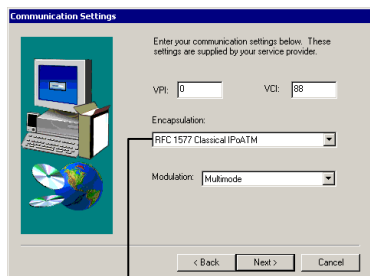 Communication Settings
Enter your communication settings below. These
settings are supplied by your service provider.
VPI: 0 VCI: 88
Encapsulation:
RFC 1577 Classical IPoATM
Modulation: Multimode
< Back Next > Cancel